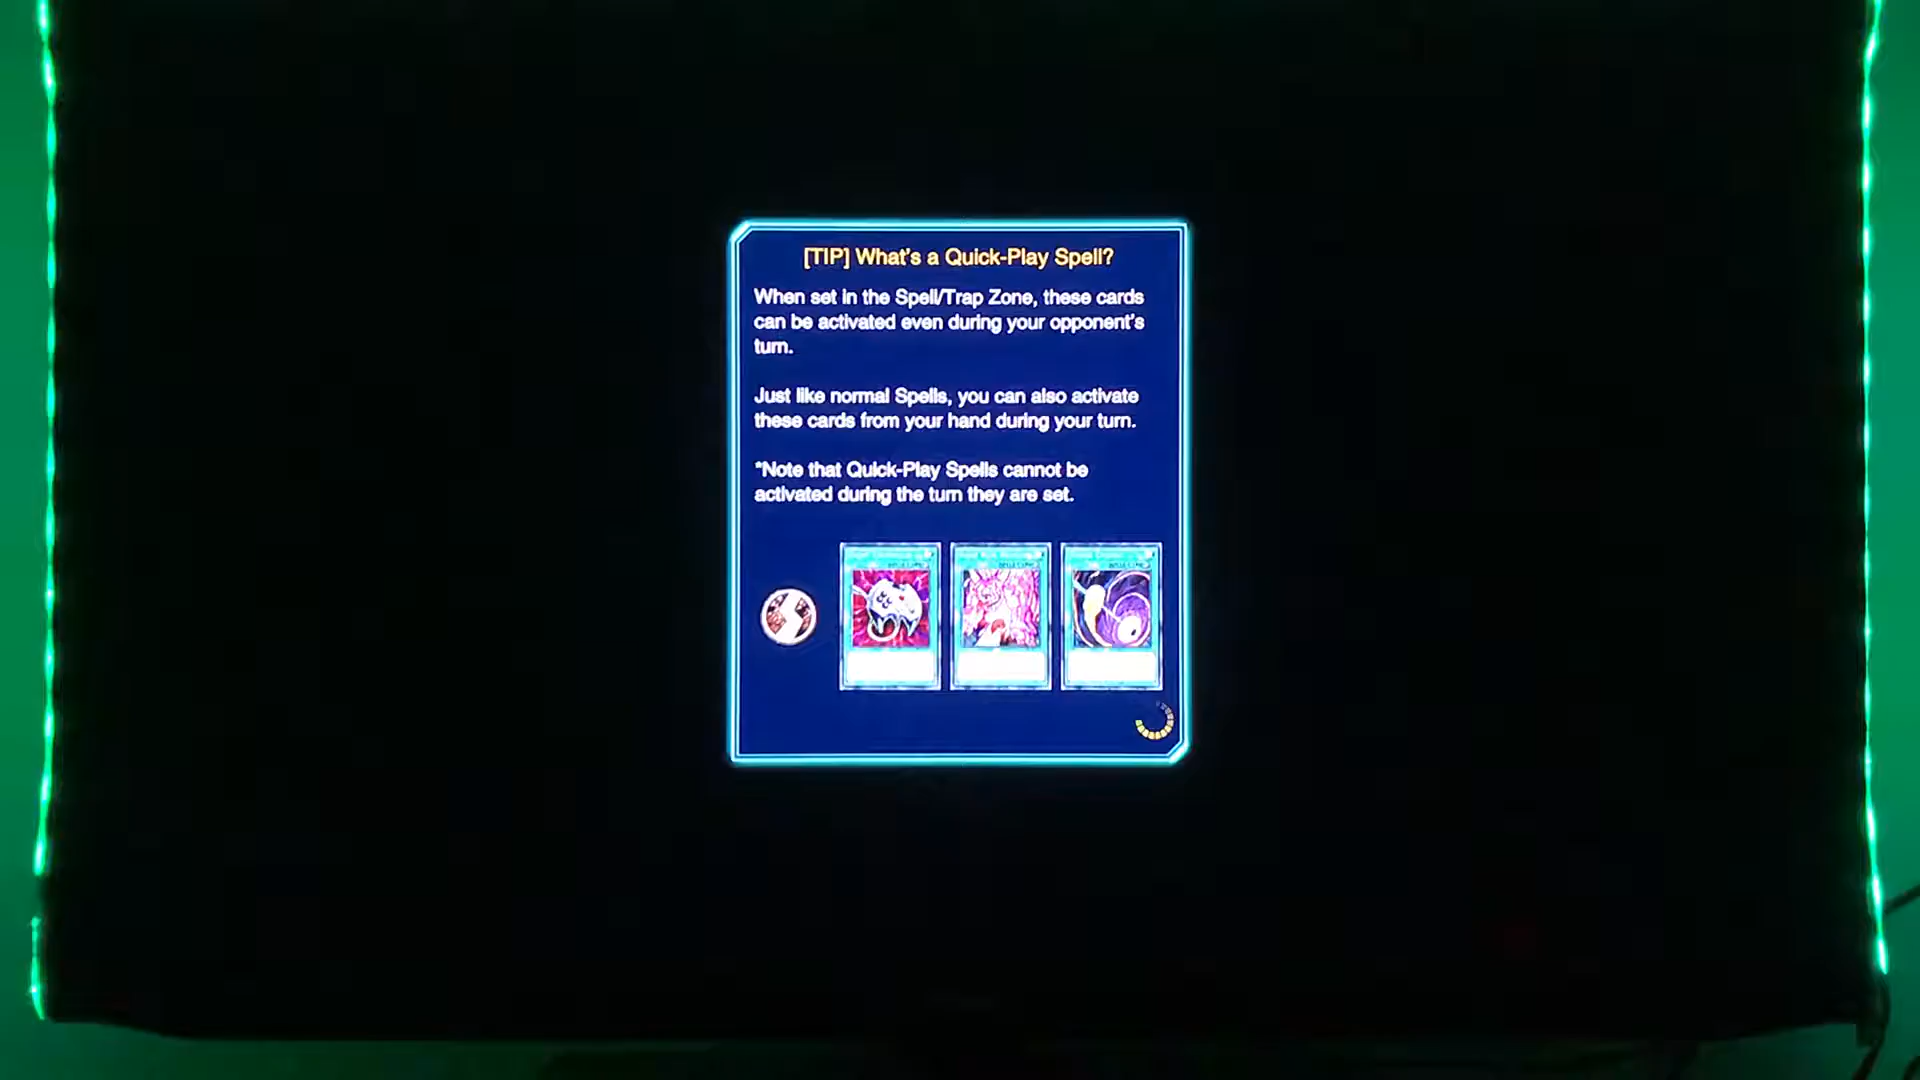 [TIP] What's a Quick-Play Spell?
When set in the Spell/Trap Zone, these cards
can be activated even during your opponent's
turn.
Just like normal Spells, you can also activate
these cards from your hand during your turn.
*Note that Quick-Play Spells cannot be
activated during the turn they are set.